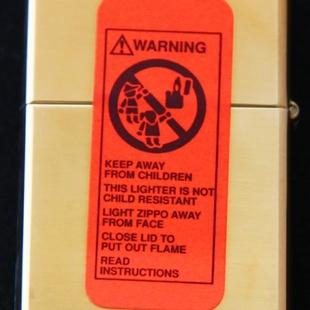 WARNING
KEEP AWAY
FROM CHILDREN
THIS LIGHTER IS NOT
CHILD RESISTANT
LIGHT ZIPPO AWAY
FROM FACE
CLOSE LID TO
PUT OUT FLAME
READ
INSTRUCTIONS